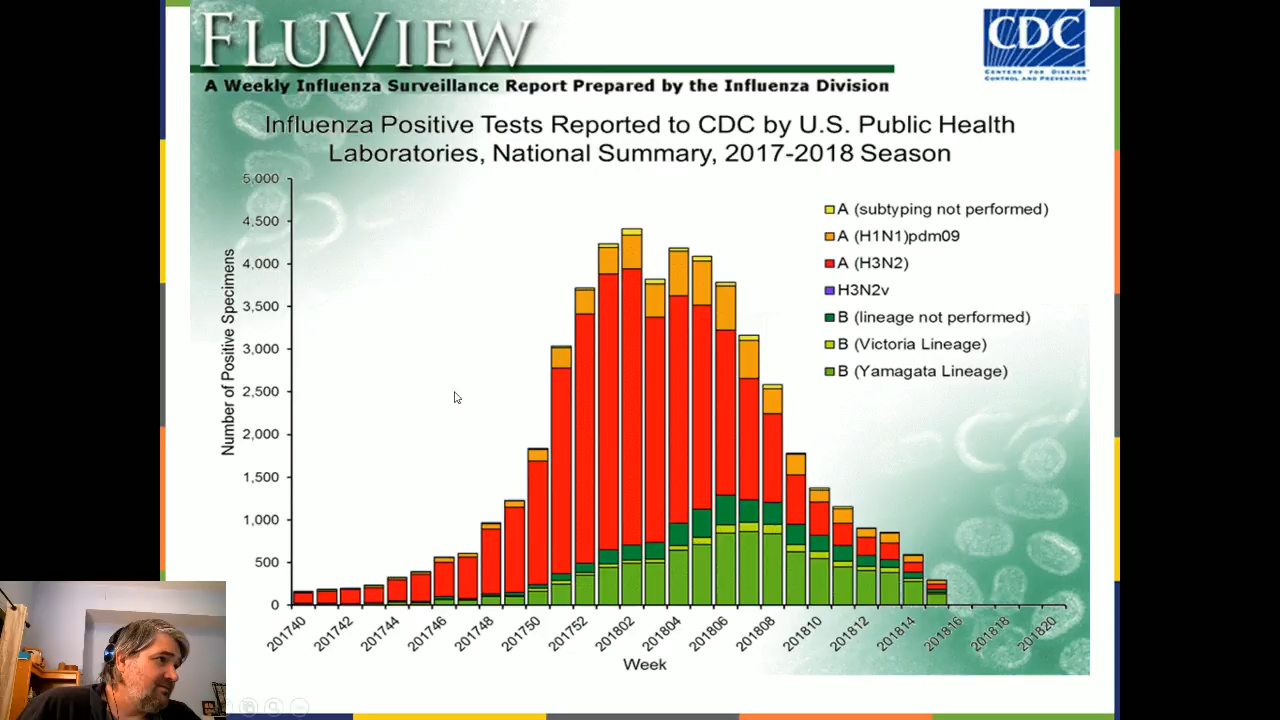 FLUVIEW
CDC
CENTERS FOR DISEASE
CONTROL AND PREVENTION
A Weekly Influenza Surveillance Report Prepared by the Influenza Division
Influenza Positive Tests Reported to CDC by U.S. Public Health
Laboratories, National Summary, 2017-2018 Season
Number of Positive Specimens
5,000
4,500
4,000
3,500
3,000
2,500
2,000
1,500
1,000
500
0
A (subtyping not performed)
A (H1N1)pdm09
A (H3N2)
H3N2v
B (lineage not performed)
B (Victoria Lineage)
B (Yamagata Lineage)
201740
201742
201744
201746
201748
201750
201752
201802
201804
201806
201808
201810
201812
201814
201816
201818
201820
Week